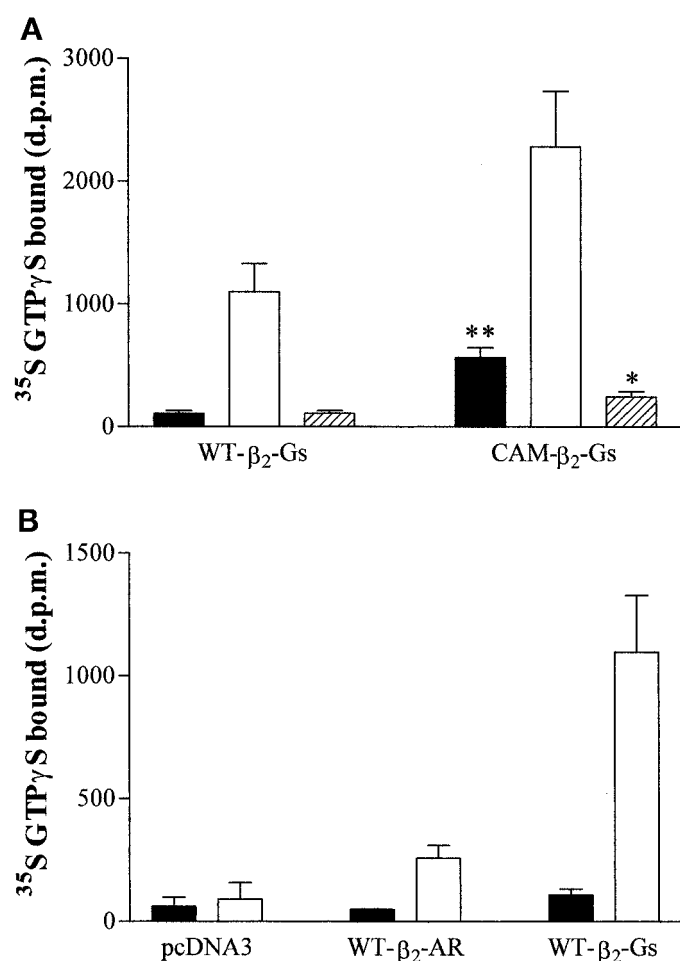 A
³⁵S GTPγS bound (d.p.m.)
3000
2000
1000
0
**
*
WT-β₂-Gs
CAM-β₂-Gs
B
³⁵S GTPγS bound (d.p.m.)
1500
1000
500
0
pcDNA3
WT-β₂-AR
WT-β₂-Gs